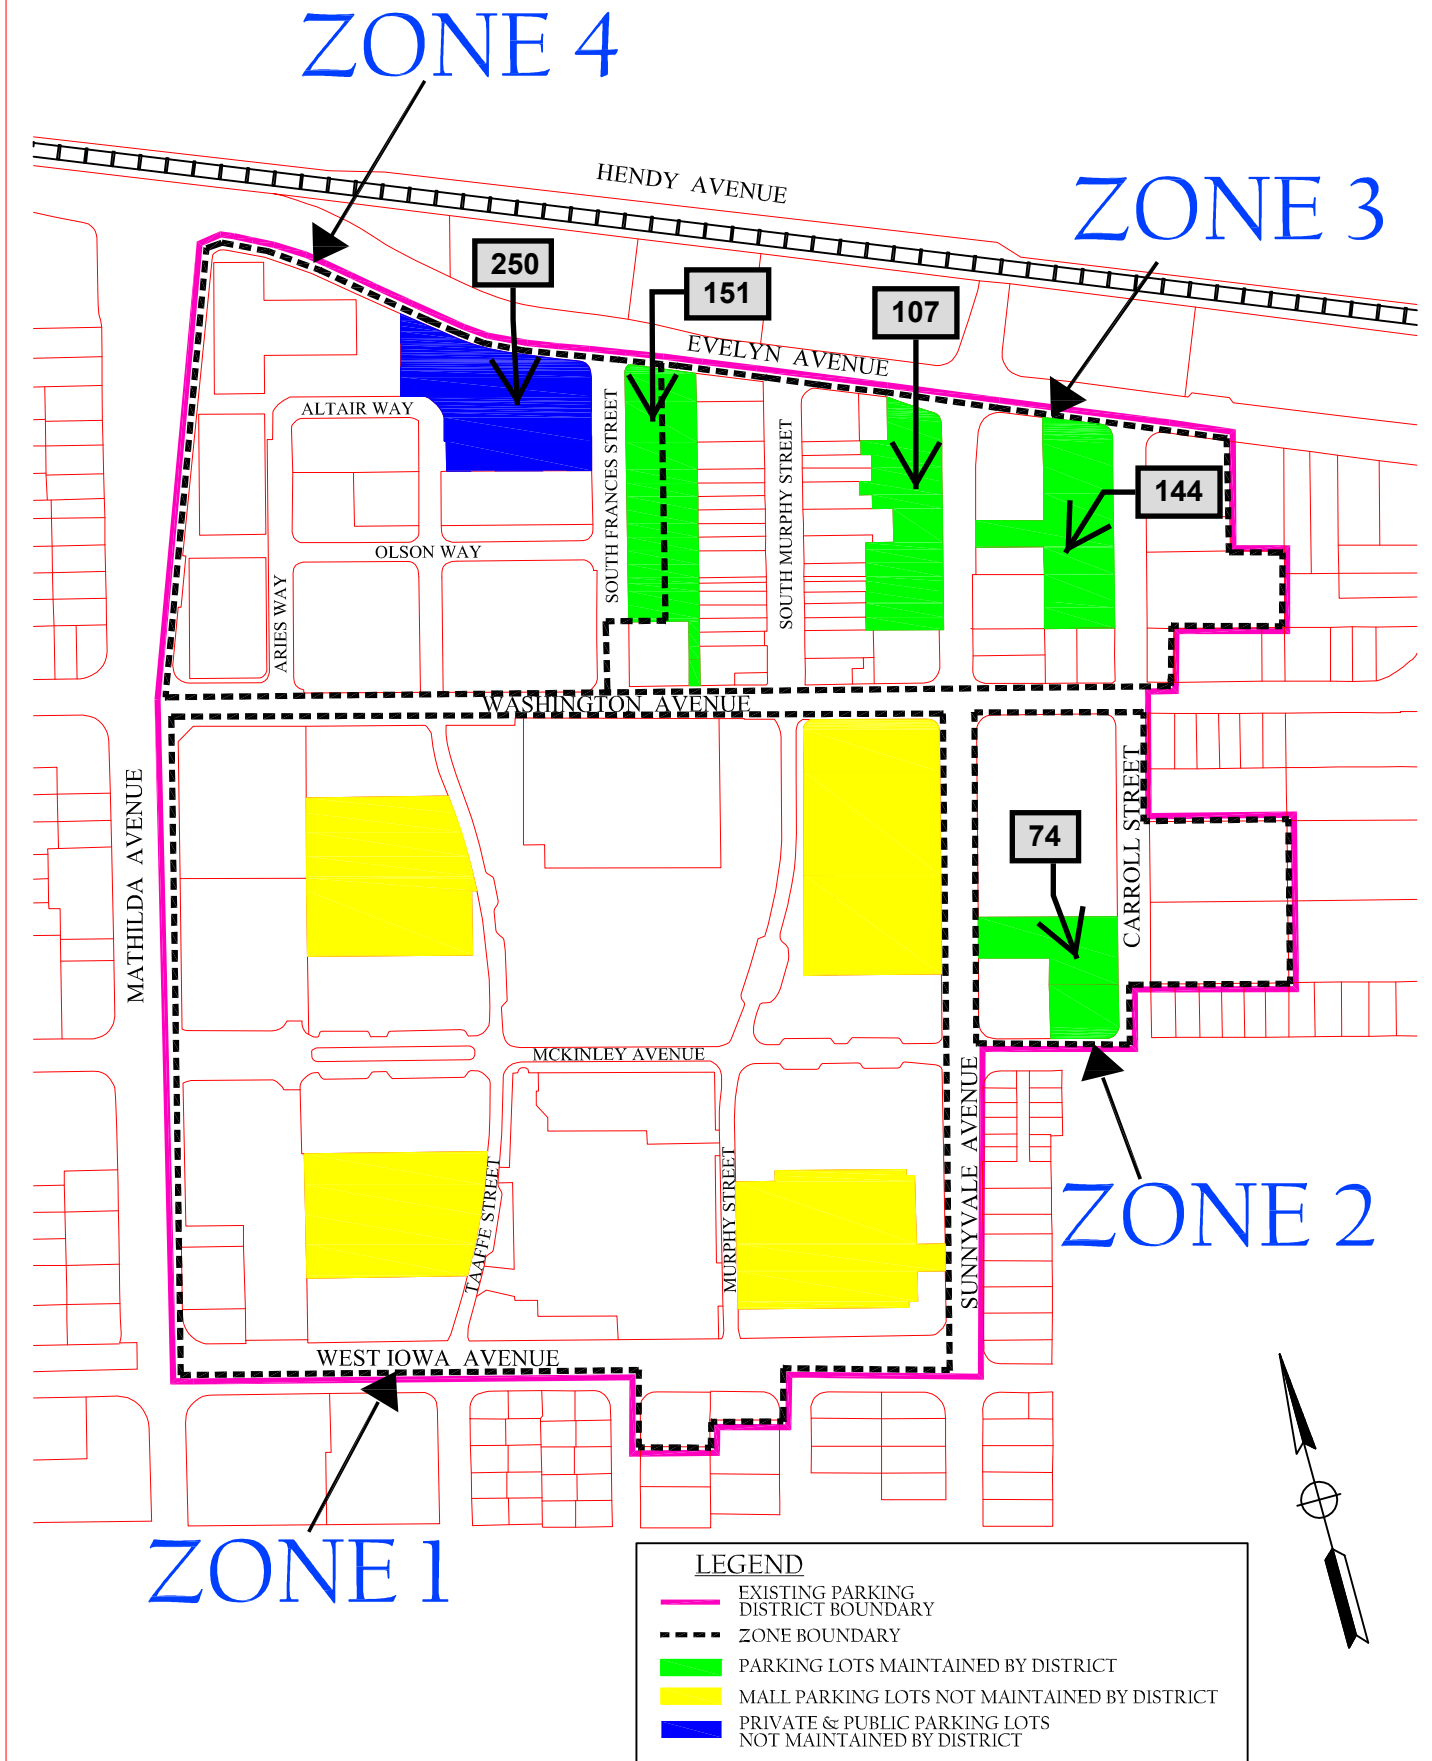 ZONE 4
HENDY AVENUE
ZONE 3
250
151
107
EVELYN AVENUE
ALTAIR WAY
SOUTH FRANCES STREET
SOUTH MURPHY STREET
144
OLSON WAY
ARIES WAY
WASHINGTON AVENUE
MATHILDA AVENUE
74
CARROLL STREET
MCKINLEY AVENUE
TAAFFE STREET
MURPHY STREET
SUNNYVALE AVENUE
ZONE 2
WEST IOWA AVENUE
ZONE 1
LEGEND
EXISTING PARKING
DISTRICT BOUNDARY
ZONE BOUNDARY
PARKING LOTS MAINTAINED BY DISTRICT
MALL PARKING LOTS NOT MAINTAINED BY DISTRICT
PRIVATE & PUBLIC PARKING LOTS
NOT MAINTAINED BY DISTRICT